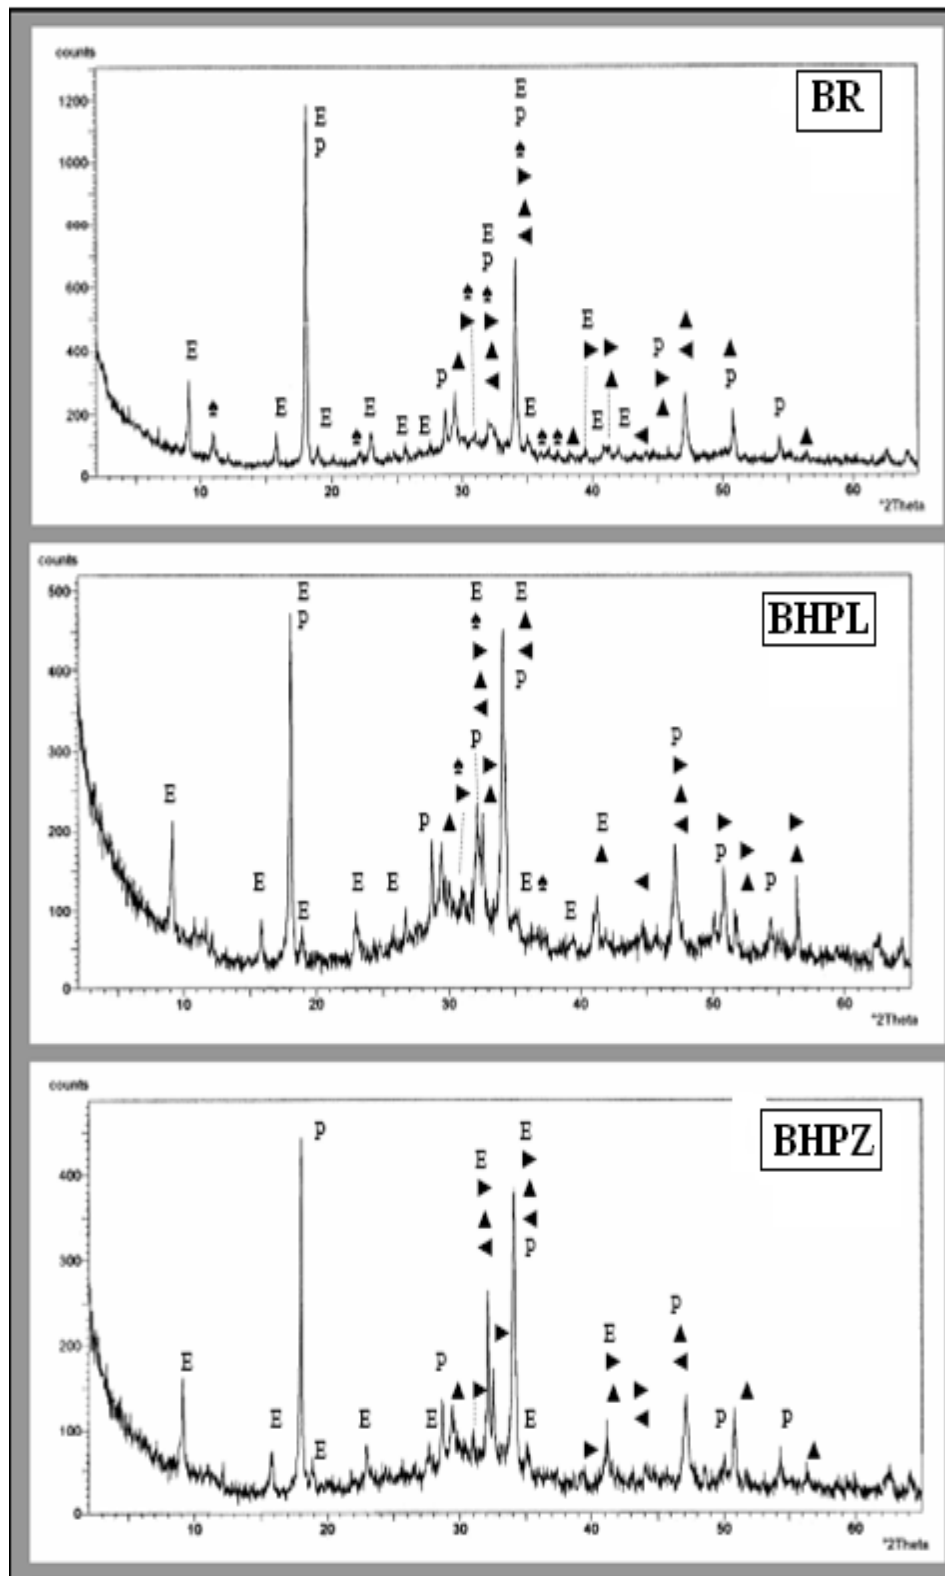 counts
BR
1200
1000
800
600
400
200
0
E
P
E
P
♠
►
▲
◄
E
P
♠
►
▲
◄
♠
►
E
♠
E
E
♠
E
E
E
P
▲
E
♠
♠
▲
E
►
E
►
▲
E
◄
P
►
▲
▲
◄
▲
P
P
▲
10 20 30 40 50 60
°2Theta
counts
BHPL
500
400
300
200
100
0
E
P
E
♠
►
▲
◄
P
E
▲
◄
P
E
E
E
E
E
P
▲
♠
►
►
▲
E
♠
E
E
▲
◄
P
►
▲
◄
►
P
►
▲
P
►
▲
10 20 30 40 50 60
°2Theta
counts
BHPZ
400
300
200
100
0
P
E
►
▲
◄
E
►
▲
◄
P
E
E
E
E
E
P
▲
►
►
E
►
E
►
▲
►
◄
P
▲
◄
P
▲
P
▲
10 20 30 40 50 60
°2Theta